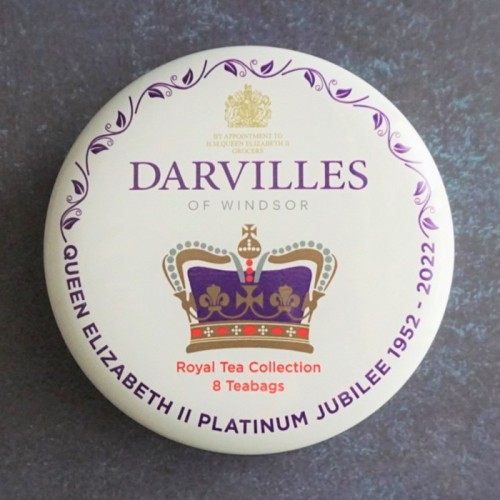 BY APPOINTMENT TO
H.M.QUEEN ELIZABETH II
GROCERS
DARVILLES
OF WINDSOR
Royal Tea Collection
8 Teabags
QUEEN ELIZABETH II PLATINUM JUBILEE 1952 - 2022